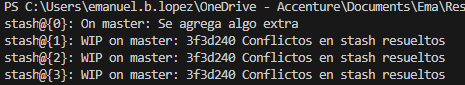 PS C:\Users\emanuel.b.lopez\OneDrive - Accenture\Documents\Ema\Res
stash@{0}: On master: Se agrega algo extra
stash@{1}: WIP on master: 3f3d240 Conflictos en stash resueltos
stash@{2}: WIP on master: 3f3d240 Conflictos en stash resueltos
stash@{3}: WIP on master: 3f3d240 Conflictos en stash resueltos